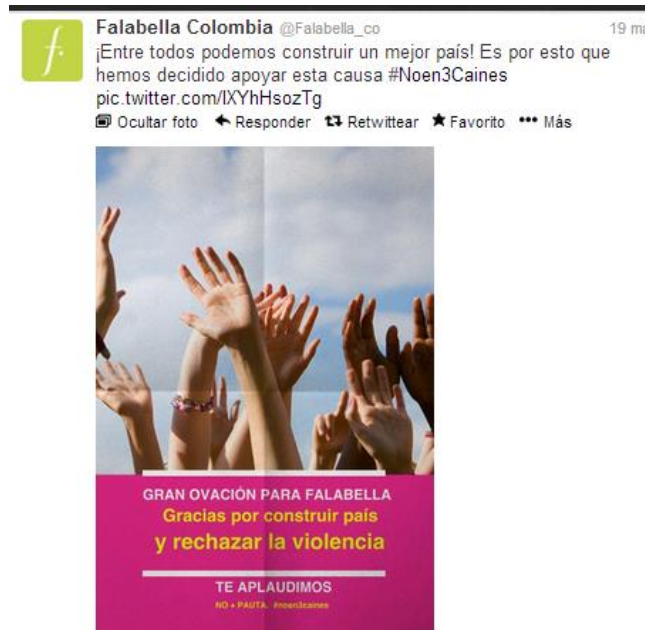 Falabella Colombia @Falabella_co 19 ma
¡Entre todos podemos construir un mejor país! Es por esto que
hemos decidido apoyar esta causa #Noen3Caines
pic.twitter.com/IXYhHsozTg
Ocultar foto Responder Retwittear Favorito Más
GRAN OVACIÓN PARA FALABELLA
Gracias por construir país
y rechazar la violencia
TE APLAUDIMOS
NO + PAUTA. #noen3caines